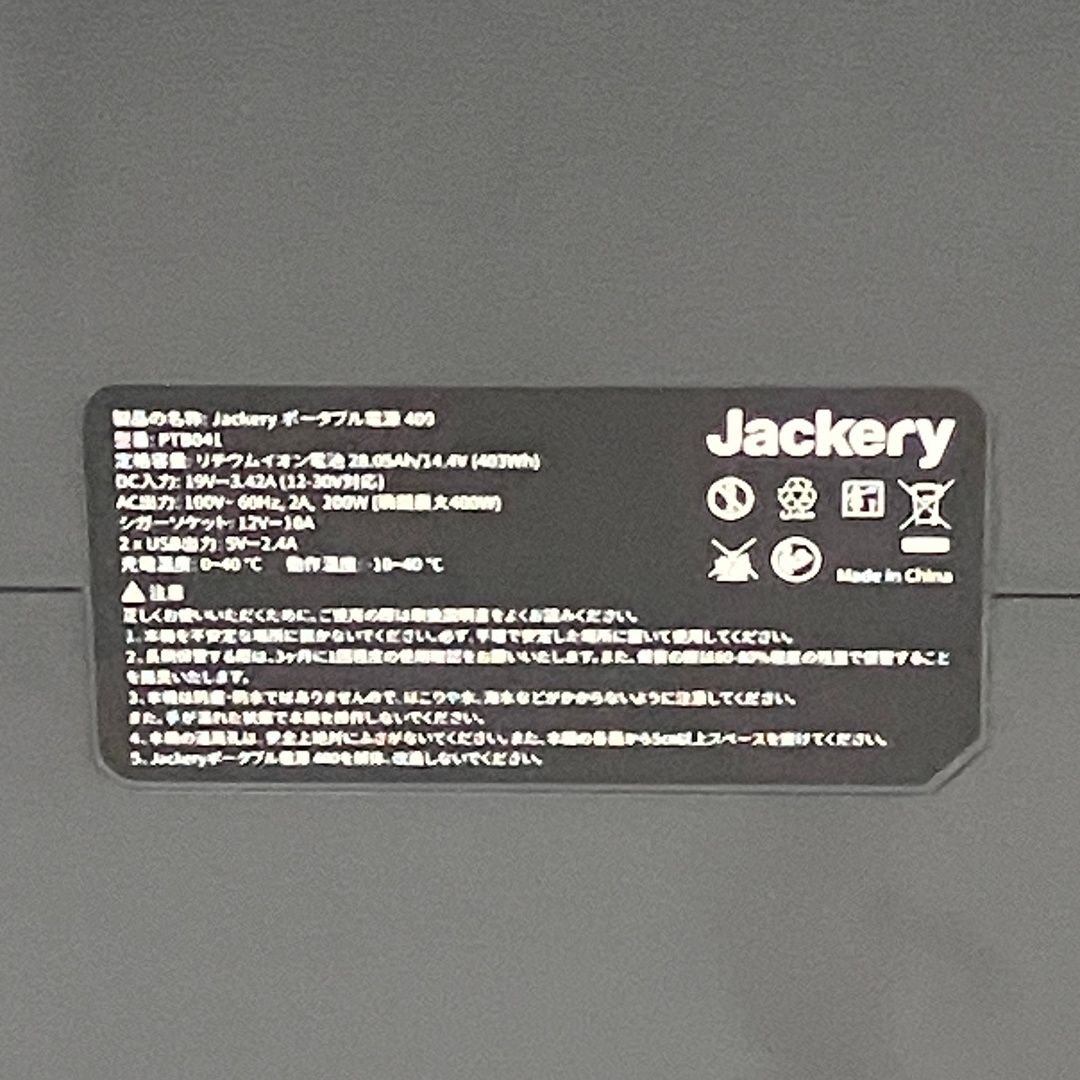 製品の名称: Jackery ポータブル電源 400
型番: PTB041
定格容量: リチウムイオン電池 28.05Ah/14.4V (403Wh)
DC入力: 19V⎓3.42A (12-30V対応)
AC出力: 100V~ 60Hz, 2A, 200W (瞬間最大400W)
シガーソケット: 12V⎓10A
2 x USB出力: 5V⎓2.4A
充電温度: 0~40 ℃ 動作温度: -10~40 ℃
注意
正しくお使いいただくために、ご使用の際は取扱説明書をよくお読みください。
1、本機を不安定な場所に置かないでください。必ず、平穏で安定した場所に置いて使用してください。
2、長期保管する際は、3ヶ月に1回程度の使用確認をお願いいたします。また、保管の際は60-80%程度の残量で保管すること
を推奨いたします。
3、本機は防塵・防水ではありませんので、ほこりや水、海水などがかからないように注意してください。
また、手が濡れた状態で本機を操作しないでください。
4、本機の通風孔は、安全上絶対にふさがないでください。また、本機の各面から5cm以上スペースを設けてください。
5、Jackeryポータブル電源 400を解体、改造しないでください。
Jackery
Made in China